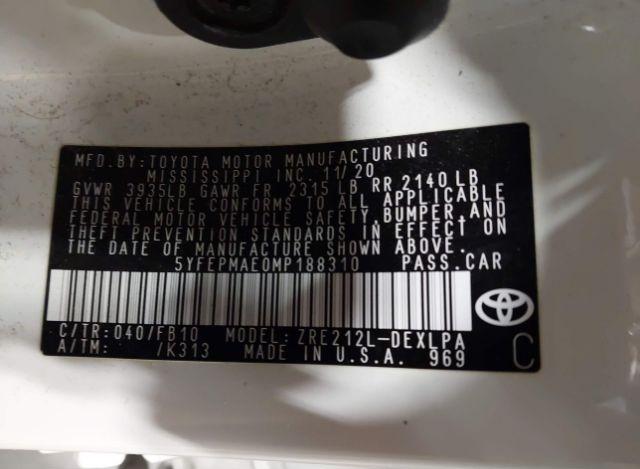 MFD.BY:TOYOTA MOTOR MANUFACTURING
MISSISSIPPI INC. 11/20
GVWR 3935LB GAWR FR 2315 LB RR 2140 LB
THIS VEHICLE CONFORMS TO ALL APPLICABLE
FEDERAL MOTOR VEHICLE SAFETY,BUMPER,AND
THEFT PREVENTION STANDARDS IN EFFECT ON
THE DATE OF MANUFACTURE SHOWN ABOVE.
5YFEPMAE0MP188310 PASS.CAR
C/TR:040/FB10 MODEL:ZRE212L-DEXLPA
A/TM: /K313 MADE IN U.S.A. 969 C